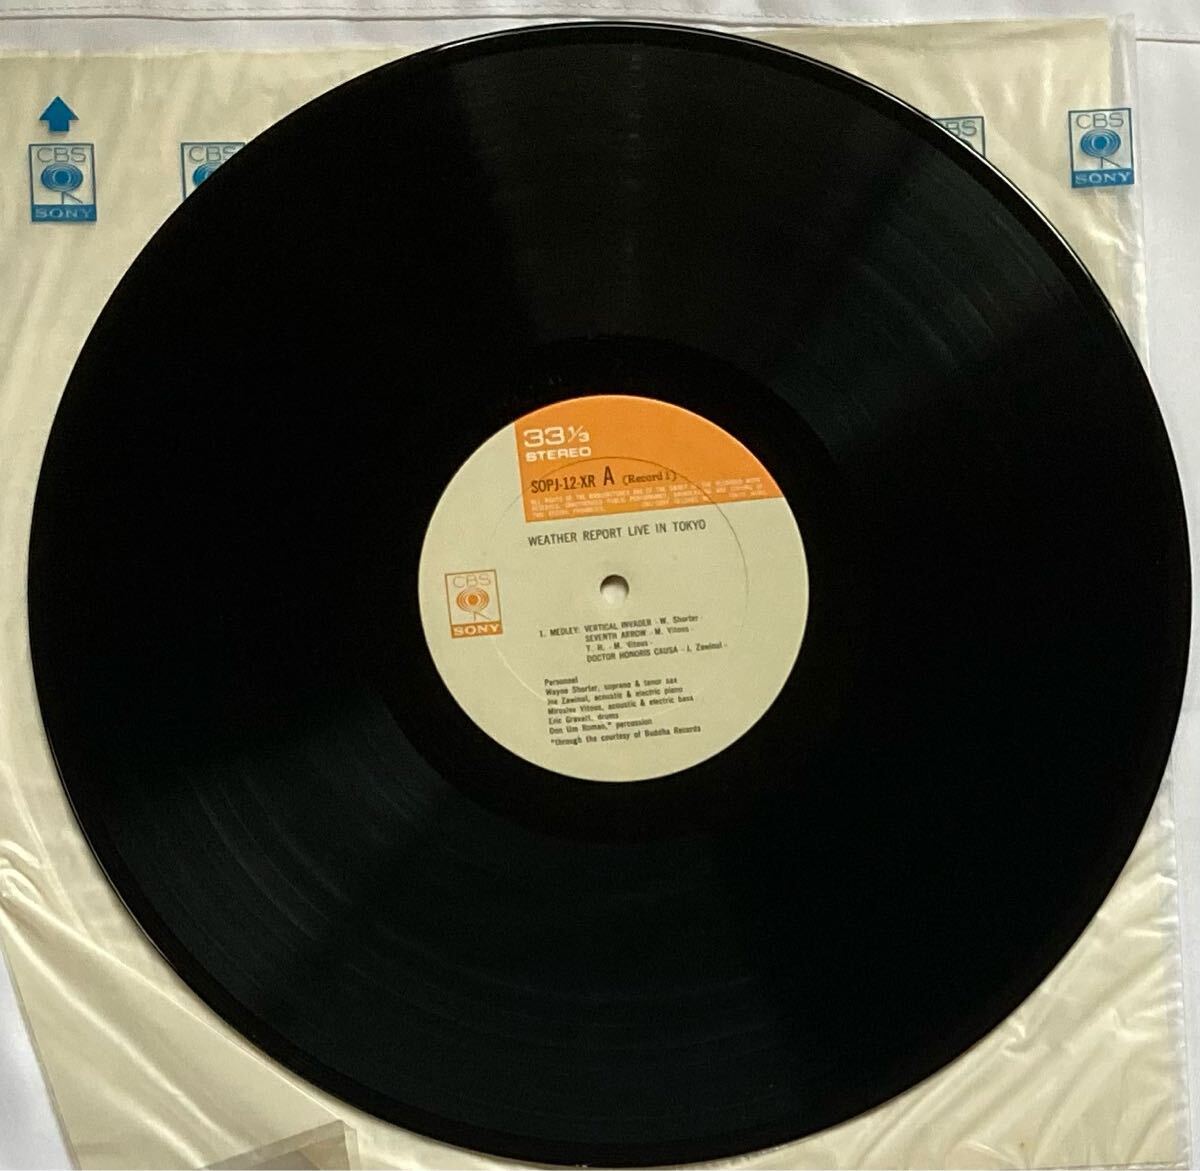 CBS
SONY
CBS
CBS
CBS
SONY
33 1/3
STEREO
SOPJ-12-XR A (Record 1)
WEATHER REPORT LIVE IN TOKYO
CBS
SONY
1. MEDLEY: VERTICAL INVADER - W. Shorter -
SEVENTH ARROW - M. Vitous -
T. H. - M. Vitous -
DOCTOR HONORIS CAUSA - J. Zawinul -
Personnel
Wayne Shorter, soprano & tenor sax
Joe Zawinul, acoustic & electric piano
Miroslav Vitous, acoustic & electric bass
Eric Gravatt, drums
Don Um Romao,* percussion
*through the courtesy of Buddha Records